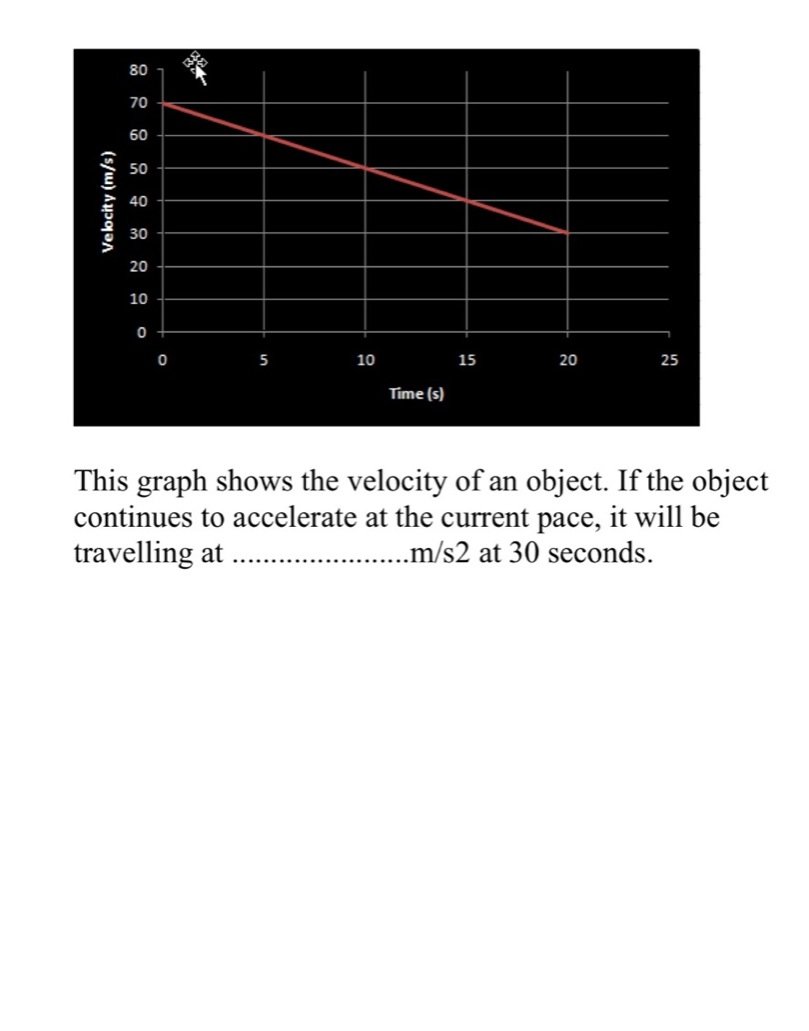 80
70
60
50
40
30
20
10
0
Velocity (m/s)
0 5 10 15 20 25
Time (s)
This graph shows the velocity of an object. If the object
continues to accelerate at the current pace, it will be
travelling at .......................m/s2 at 30 seconds.